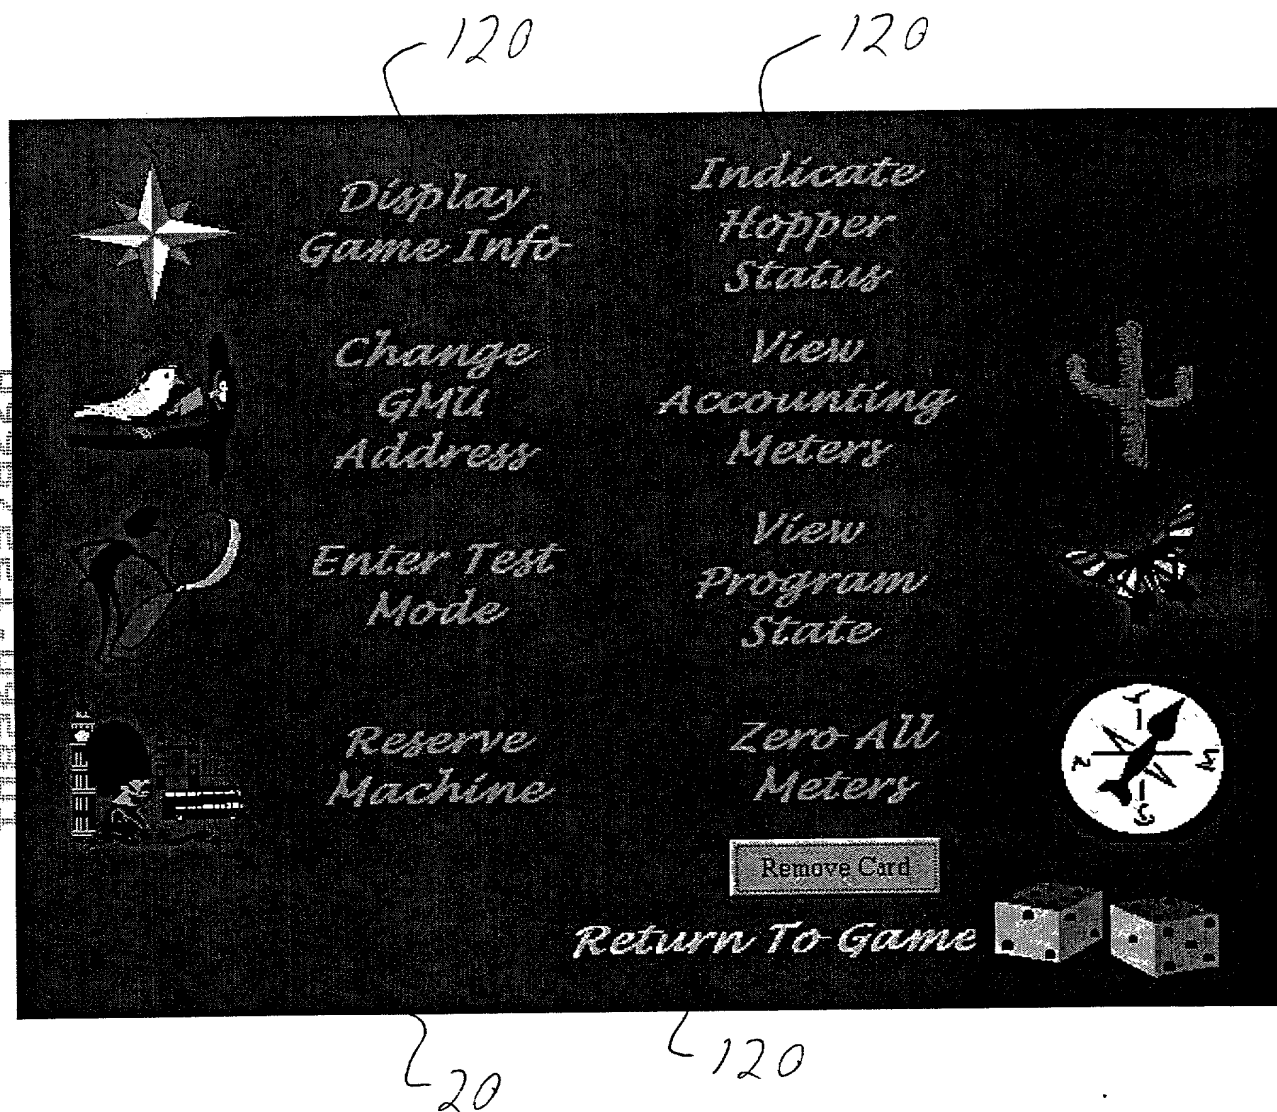 120
120
Display
Game Info
Indicate
Hopper
Status
Change
GMU
Address
View
Accounting
Meters
Enter Test
Mode
View
Program
State
Reserve
Machine
Zero All
Meters
Remove Card
Return To Game
20
120